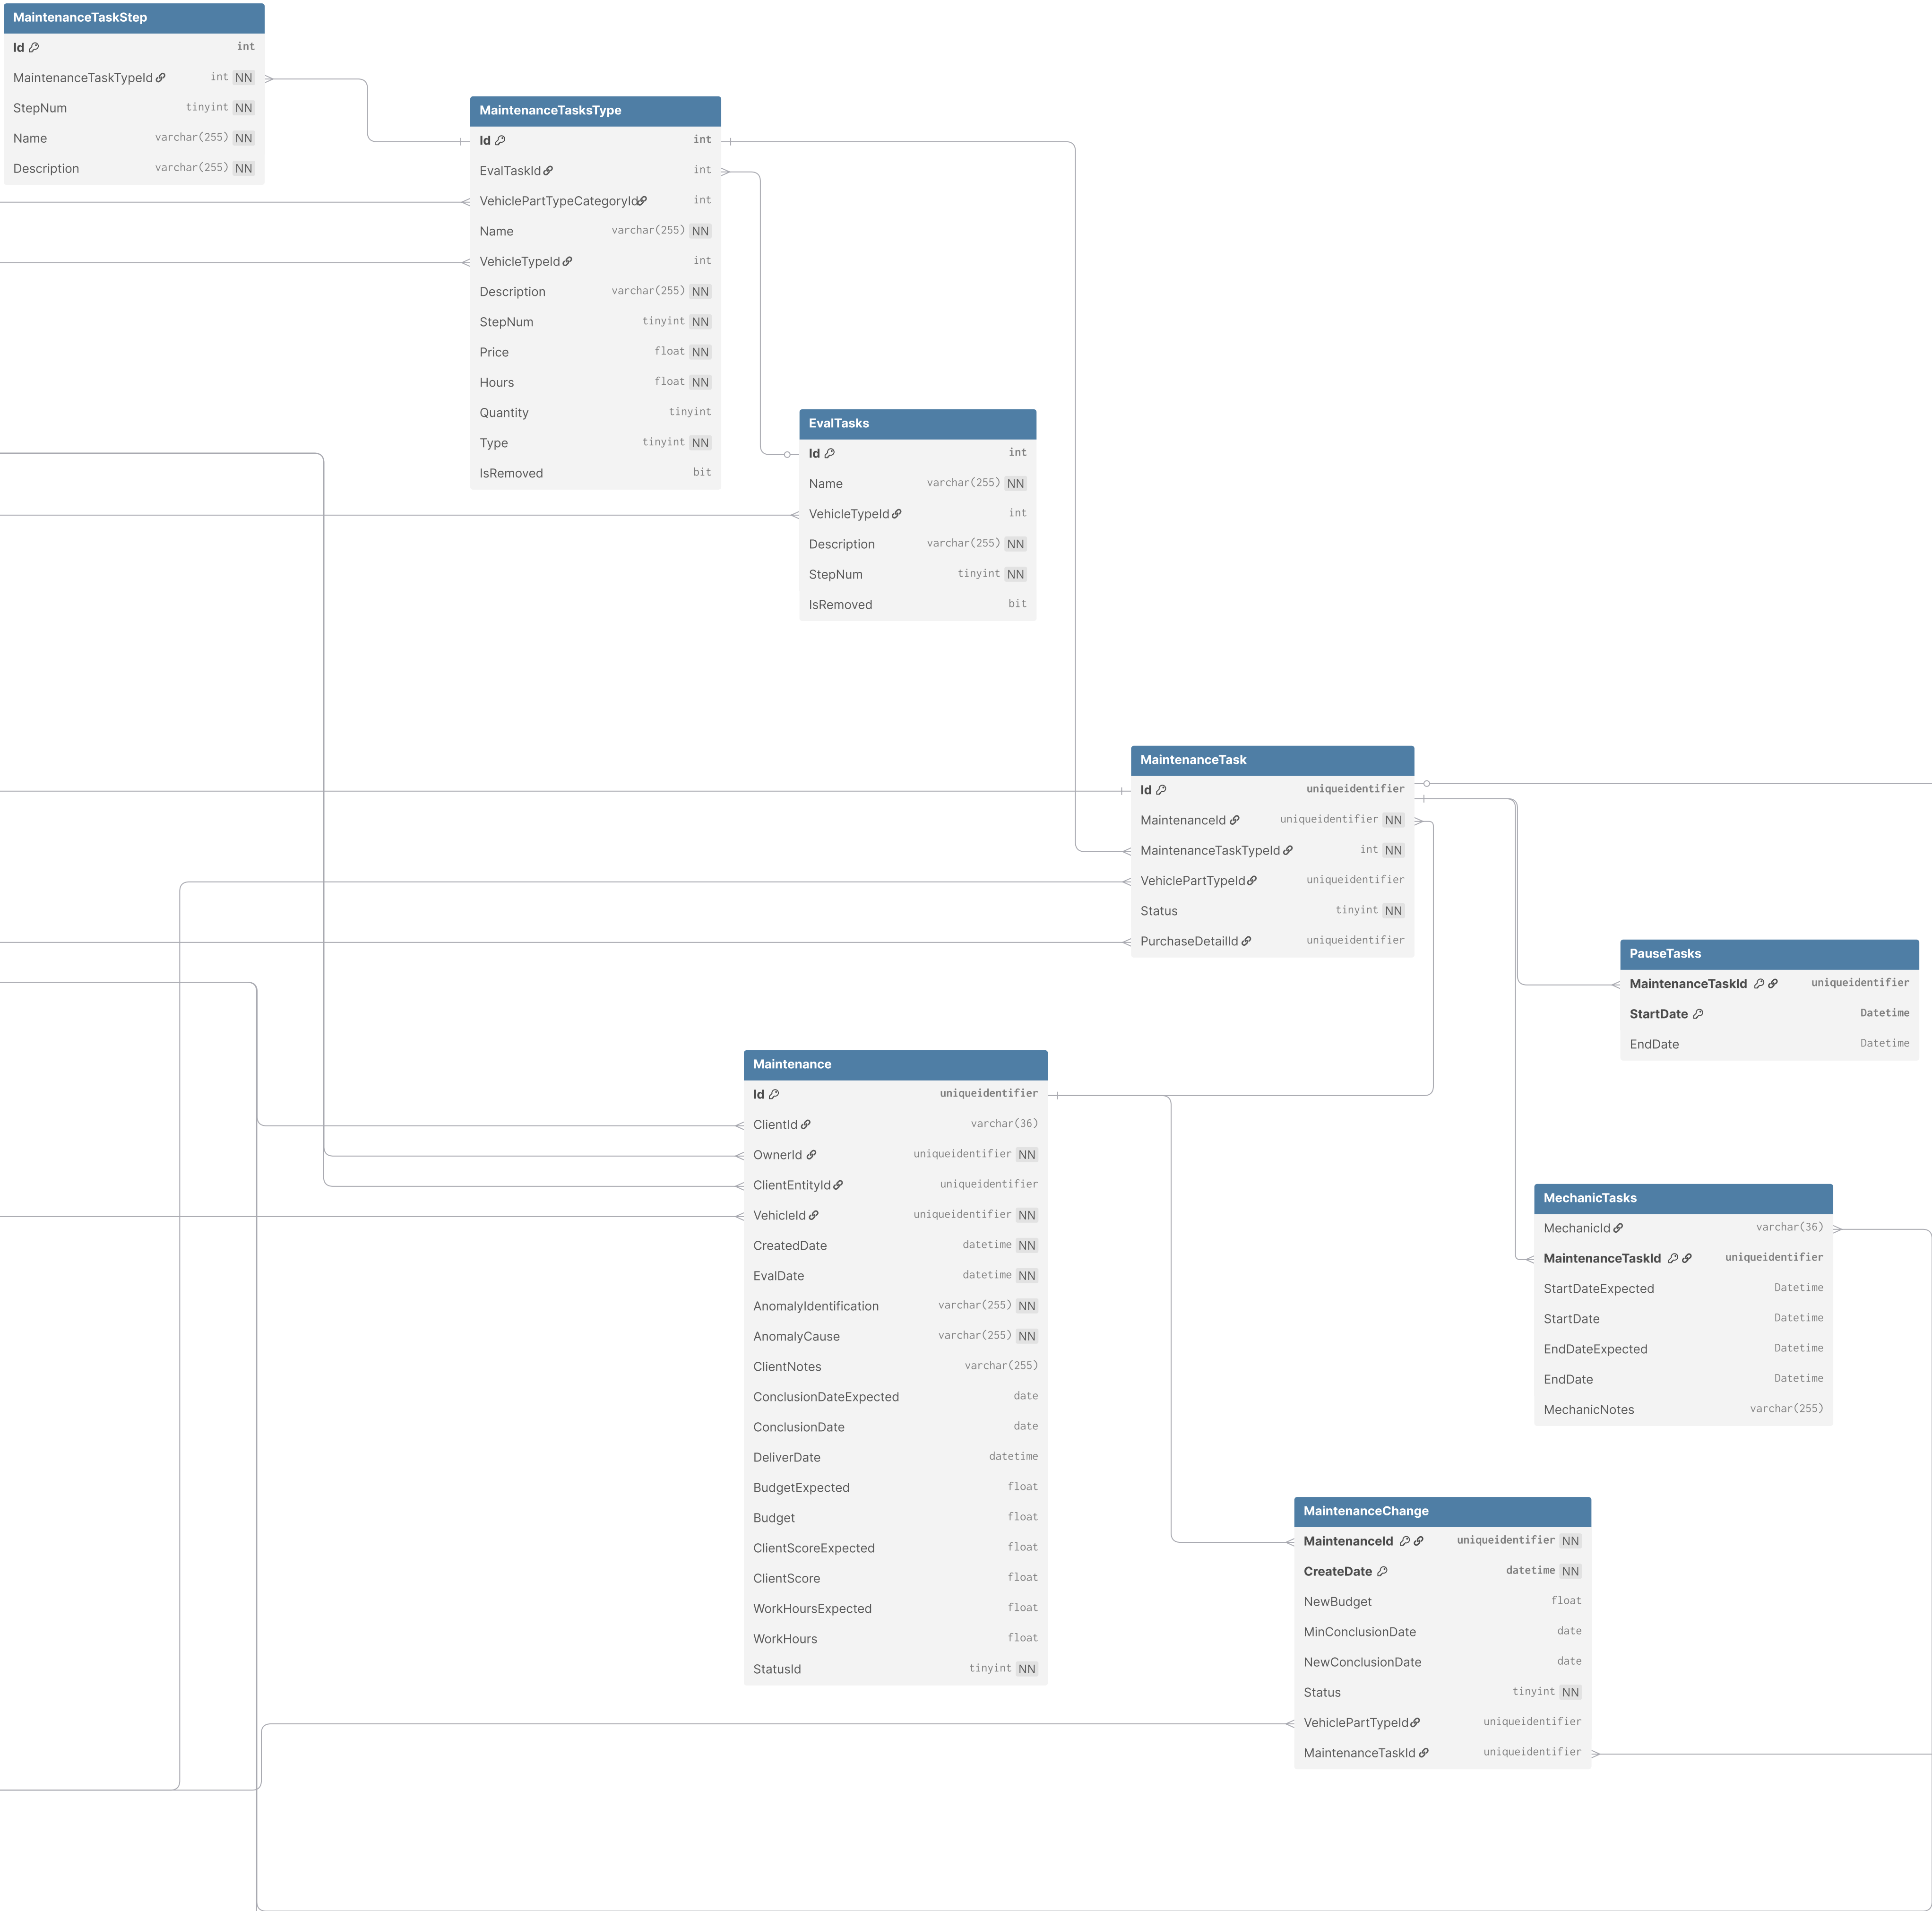 MaintenanceTaskStep
Id int
MaintenanceTaskTypeId int NN
StepNum tinyint NN
Name varchar(255) NN
Description varchar(255) NN
MaintenanceTasksType
Id int
EvalTaskId int
VehiclePartTypeCategoryId int
Name varchar(255) NN
VehicleTypeId int
Description varchar(255) NN
StepNum tinyint NN
Price float NN
Hours float NN
Quantity tinyint
Type tinyint NN
IsRemoved bit
EvalTasks
Id int
Name varchar(255) NN
VehicleTypeId int
Description varchar(255) NN
StepNum tinyint NN
IsRemoved bit
MaintenanceTask
Id uniqueidentifier
MaintenanceId uniqueidentifier NN
MaintenanceTaskTypeId int NN
VehiclePartTypeId uniqueidentifier
Status tinyint NN
PurchaseDetailId uniqueidentifier
PauseTasks
MaintenanceTaskId uniqueidentifier
StartDate Datetime
EndDate Datetime
Maintenance
Id uniqueidentifier
ClientId varchar(36)
OwnerId uniqueidentifier NN
ClientEntityId uniqueidentifier
VehicleId uniqueidentifier NN
CreatedDate datetime NN
EvalDate datetime NN
AnomalyIdentification varchar(255) NN
AnomalyCause varchar(255) NN
ClientNotes varchar(255)
ConclusionDateExpected date
ConclusionDate date
DeliverDate datetime
BudgetExpected float
Budget float
ClientScoreExpected float
ClientScore float
WorkHoursExpected float
WorkHours float
StatusId tinyint NN
MechanicTasks
MechanicId varchar(36)
MaintenanceTaskId uniqueidentifier
StartDateExpected Datetime
StartDate Datetime
EndDateExpected Datetime
EndDate Datetime
MechanicNotes varchar(255)
MaintenanceChange
MaintenanceId uniqueidentifier NN
CreateDate datetime NN
NewBudget float
MinConclusionDate date
NewConclusionDate date
Status tinyint NN
VehiclePartTypeId uniqueidentifier
MaintenanceTaskId uniqueidentifier